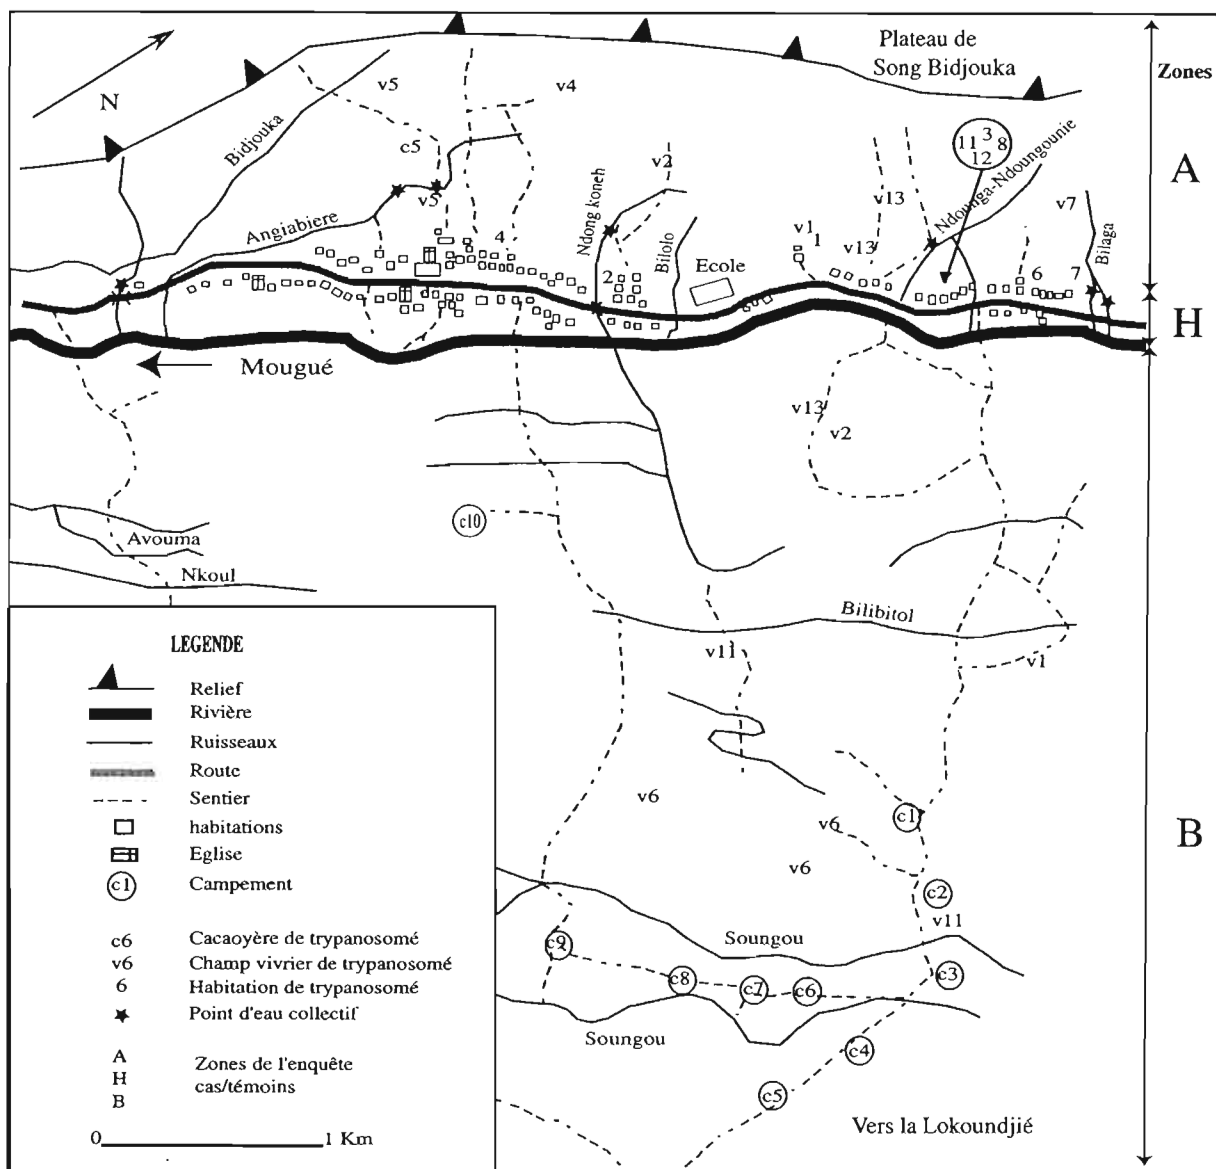 Plateau de
Song Bidjouka
Zones
N
Bidjouka
v5
v4
c5
v5
v2
11 3 8
12
Ndounga-Ndoungounie
A
v13
v7
Angiabiere
4
Ndong koneh
2
Bilolo
Ecole
v1
1
v13
6
7
Bilaga
H
Mougué
v13
v2
c10
Avouma
Nkoul
Bilibitol
v11
v1
v6
c1
v6
v6
B
c2
v11
Soungou
c9
c8
c7
c6
c3
Soungou
c4
c5
Vers la Lokoundjié
LEGENDE
Relief
Rivière
Ruisseaux
Route
Sentier
habitations
Eglise
c1 Campement
c6 Cacaoyère de trypanosomé
v6 Champ vivrier de trypanosomé
6 Habitation de trypanosomé
Point d'eau collectif
A
H
B
Zones de l'enquête
cas/témoins
0 1 Km